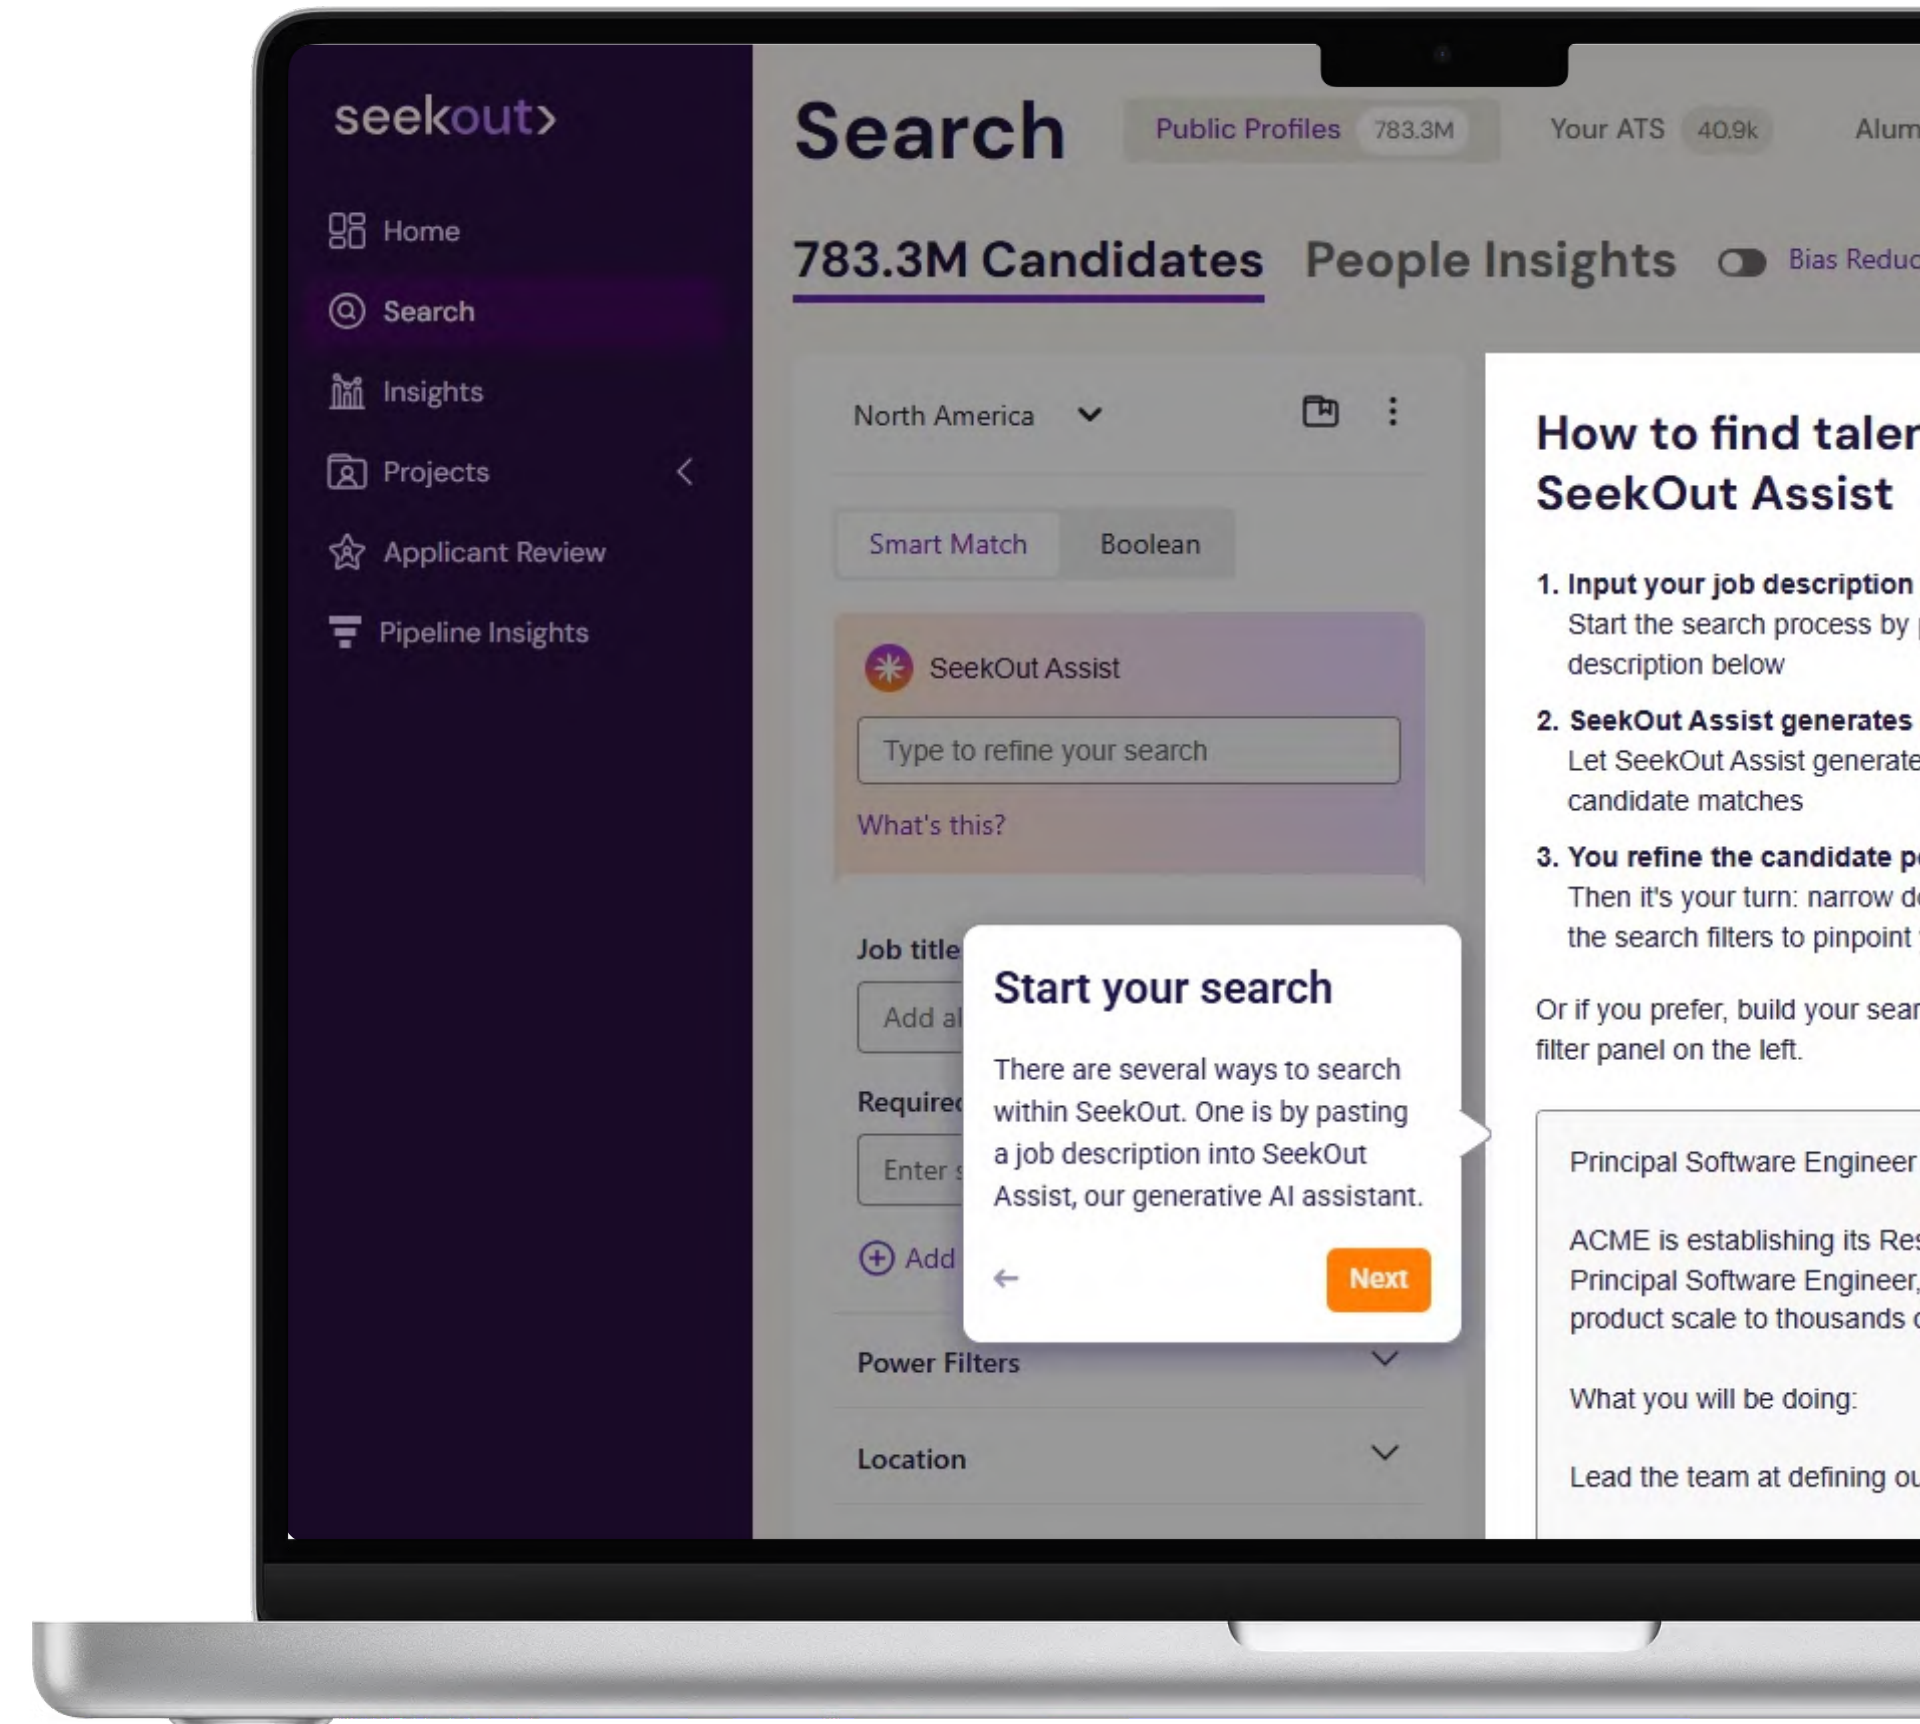 seekout>
Home
Search
Insights
Projects
Applicant Review
Pipeline Insights
Search
Public Profiles 783.3M
Your ATS 40.9k
783.3M Candidates
People Insights
Bias
North America
Smart Match
Boolean
SeekOut Assist
Type to refine your search
What's this?
Job title
Add
Enter
Add
Power Filters
Location
Start your search
There are several ways to search
within SeekOut. One is by pasting
a job description into SeekOut
Assist, our generative AI assistant.
Next
How to find
SeekOut Assist
1. Input your job description
Start the search process by
description below
2. SeekOut Assist generates
Let SeekOut Assist generate
candidate matches
3. You refine the candidate
Then it's your turn: narrow
the search filters to pinpoint
Or if you prefer, build your
filter panel on the left.
Principal Software Engineer
ACME is establishing its
Principal Software Engineer,
product scale to thousands
What you will be doing:
Lead the team at defining